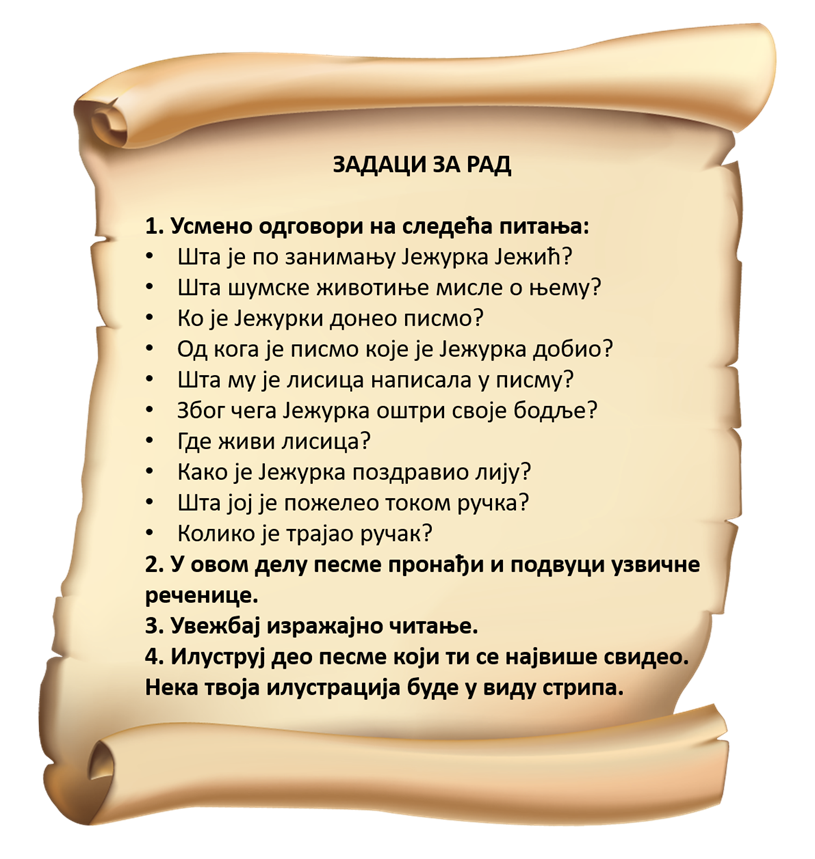 ЗАДАЦИ ЗА РАД
1. Усмено одговори на следећа питања:
• Шта је по занимању Јежурка Јежић?
• Шта шумске животиње мисле о њему?
• Ко је Јежурки донео писмо?
• Од кога је писмо које је Јежурка добио?
• Шта му је лисица написала у писму?
• Због чега Јежурка оштри своје бодље?
• Где живи лисица?
• Како је Јежурка поздравио лију?
• Шта јој је пожелео током ручка?
• Колико је трајао ручак?
2. У овом делу песме пронађи и подвуци узвичне
реченице.
3. Увежбај изражајно читање.
4. Илуструј део песме који ти се највише свидео.
Нека твоја илустрација буде у виду стрипа.